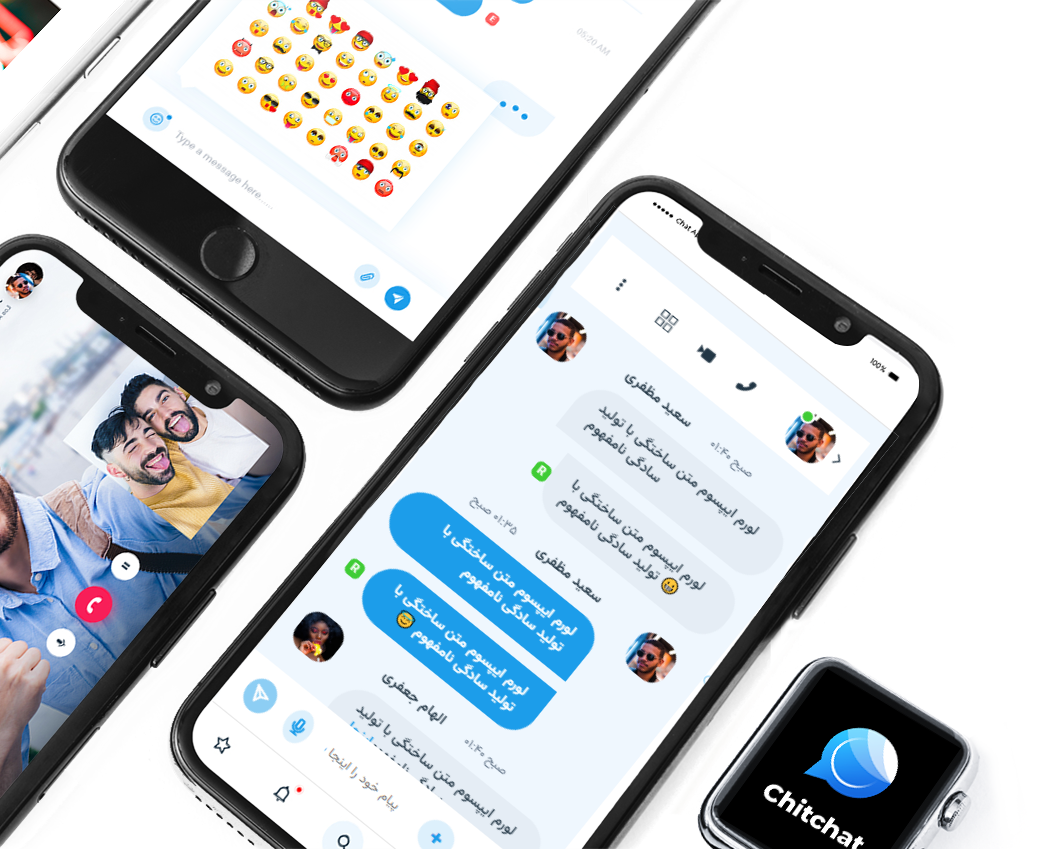 05:20 AM
E
Type a message here.....
Chat A
100%
سعید مظفری
۰۱:۴۰ صبح
لورم ایپسوم متن ساختگی با تولید
سادگی نامفهوم
لورم ایپسوم متن ساختگی با
تولید سادگی نامفهوم 😁
R
۰۱:۳۵ صبح
سعید مظفری
لورم ایپسوم متن ساختگی با
تولید سادگی نامفهوم
لورم ایپسوم متن ساختگی با
تولید سادگی نامفهوم 😅
R
الهام جعفری
۰۱:۴۰ صبح
لورم ایپسوم متن ساختگی با تولید
پیام خود را اینجا
Chitchat